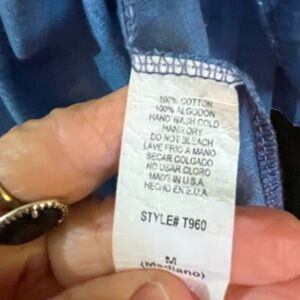 100% COTTON
100% ALGODON
HAND WASH COLD
HANG DRY
DO NOT BLEACH
LAVE FRIO A MANO
SECAR COLGADO
NO USAR CLORO
MADE IN U.S.A.
HECHO EN E.U.A.
STYLE# T960
M
(Mediano)